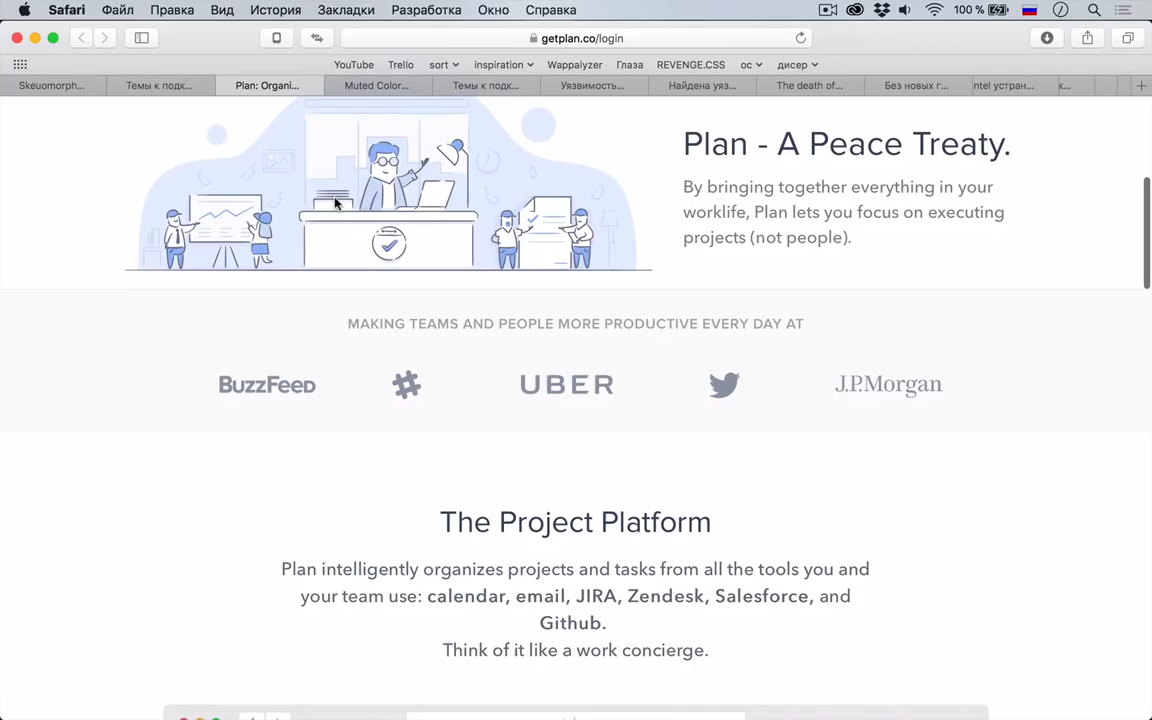 Safari Файл Правка Вид История Закладки Разработка Окно Справка 100 %
getplan.co/login
YouTube Trello sort inspiration Wappalyzer Глаза REVENGE.CSS ос дисер
Skeuomorph... Темы к подк... Plan: Organi... Muted Color... Темы к подк... Уязвимость... Найдена уяз... The death of... Без новых г... ntel устран... к...
Plan - A Peace Treaty.
By bringing together everything in your
worklife, Plan lets you focus on executing
projects (not people).
MAKING TEAMS AND PEOPLE MORE PRODUCTIVE EVERY DAY AT
BuzzFeed UBER J.P.Morgan
The Project Platform
Plan intelligently organizes projects and tasks from all the tools you and
your team use: calendar, email, JIRA, Zendesk, Salesforce, and
Github.
Think of it like a work concierge.